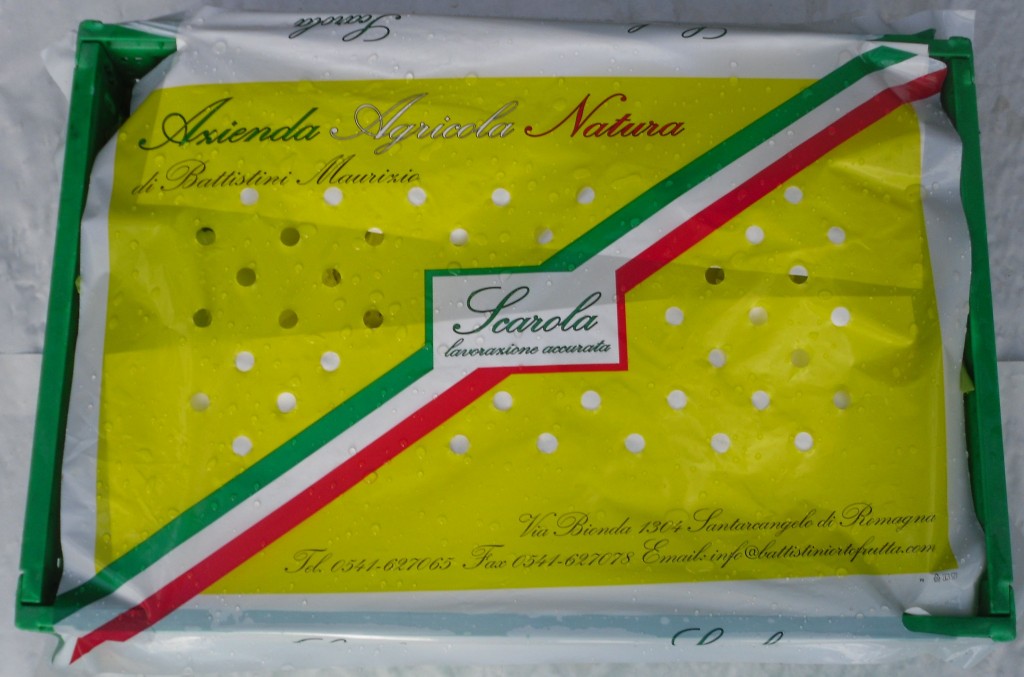 Scarola
Azienda Agricola Natura
di Battistini Maurizio
Scarola
lavorazione accurata
Via Bionda 1304 Santarcangelo di Romagna
Tel. 0541-627065 Fax 0541-627078 Email: info@battistiniortofrutta.com